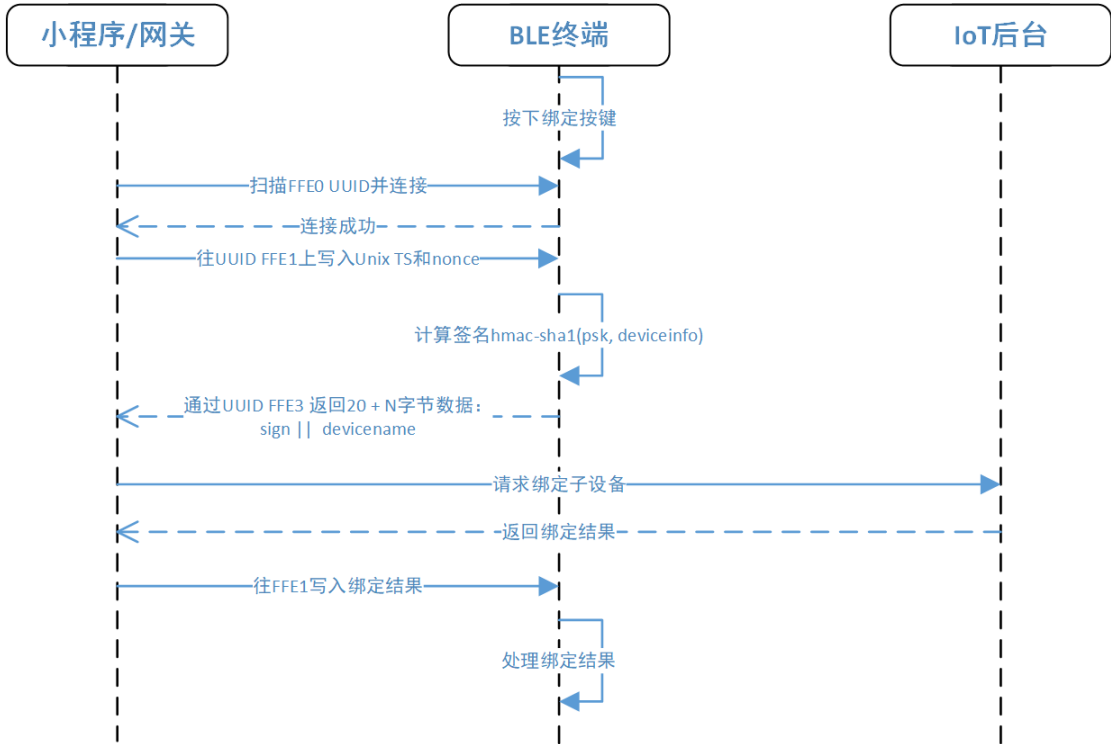 小程序/网关
BLE终端
IoT后台
按下绑定按键
扫描FFE0 UUID并连接
连接成功
往UUID FFE1上写入Unix TS和nonce
计算签名hmac-sha1(psk, deviceinfo)
通过UUID FFE3 返回20 + N字节数据：
sign || devicename
请求绑定子设备
返回绑定结果
往FFE1写入绑定结果
处理绑定结果